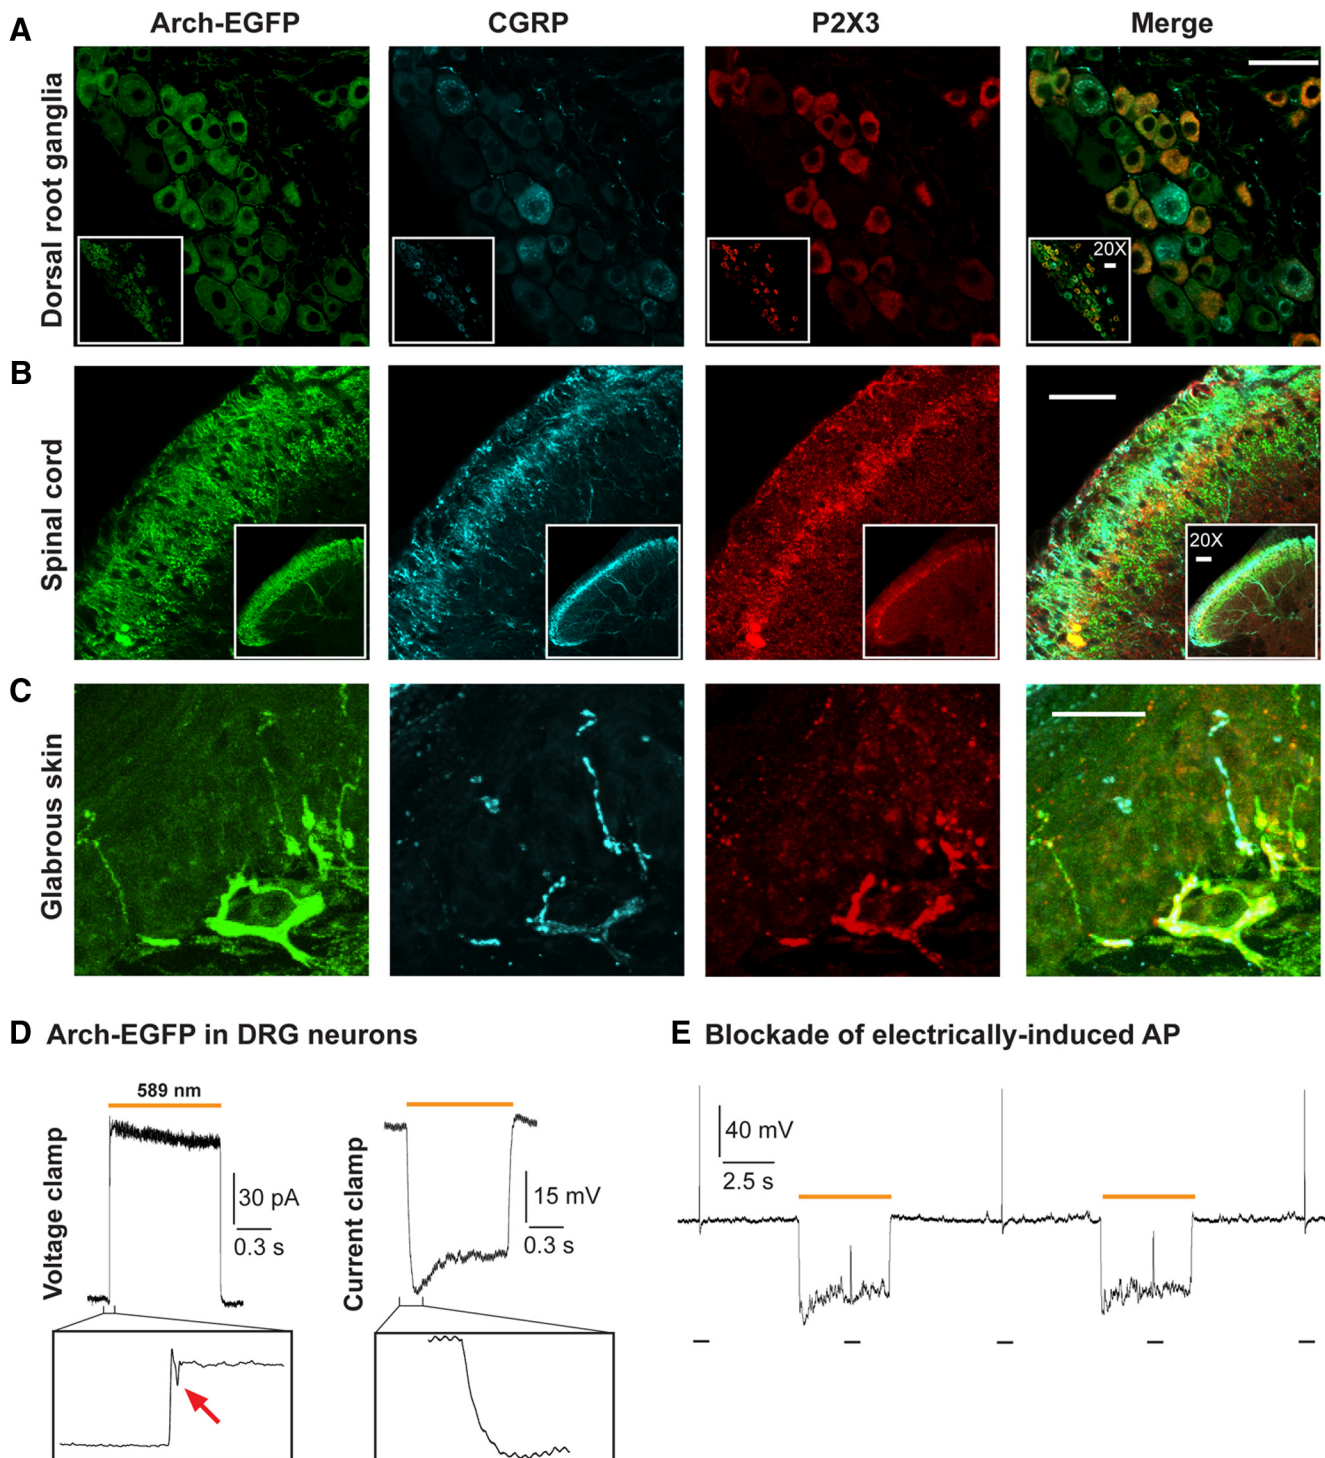 A
Arch-EGFP
CGRP
P2X3
Merge
Dorsal root ganglia
20X
B
Spinal cord
20X
C
Glabrous skin
D Arch-EGFP in DRG neurons
E Blockade of electrically-induced AP
589 nm
Voltage clamp
30 pA
0.3 s
Current clamp
15 mV
0.3 s
40 mV
2.5 s